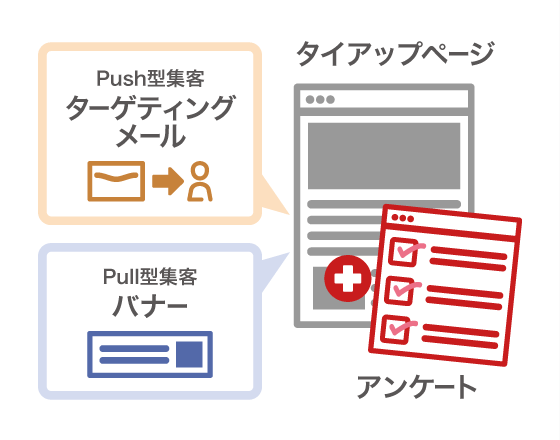 Push型集客
ターゲティング
メール
Pull型集客
バナー
タイアップページ
アンケート